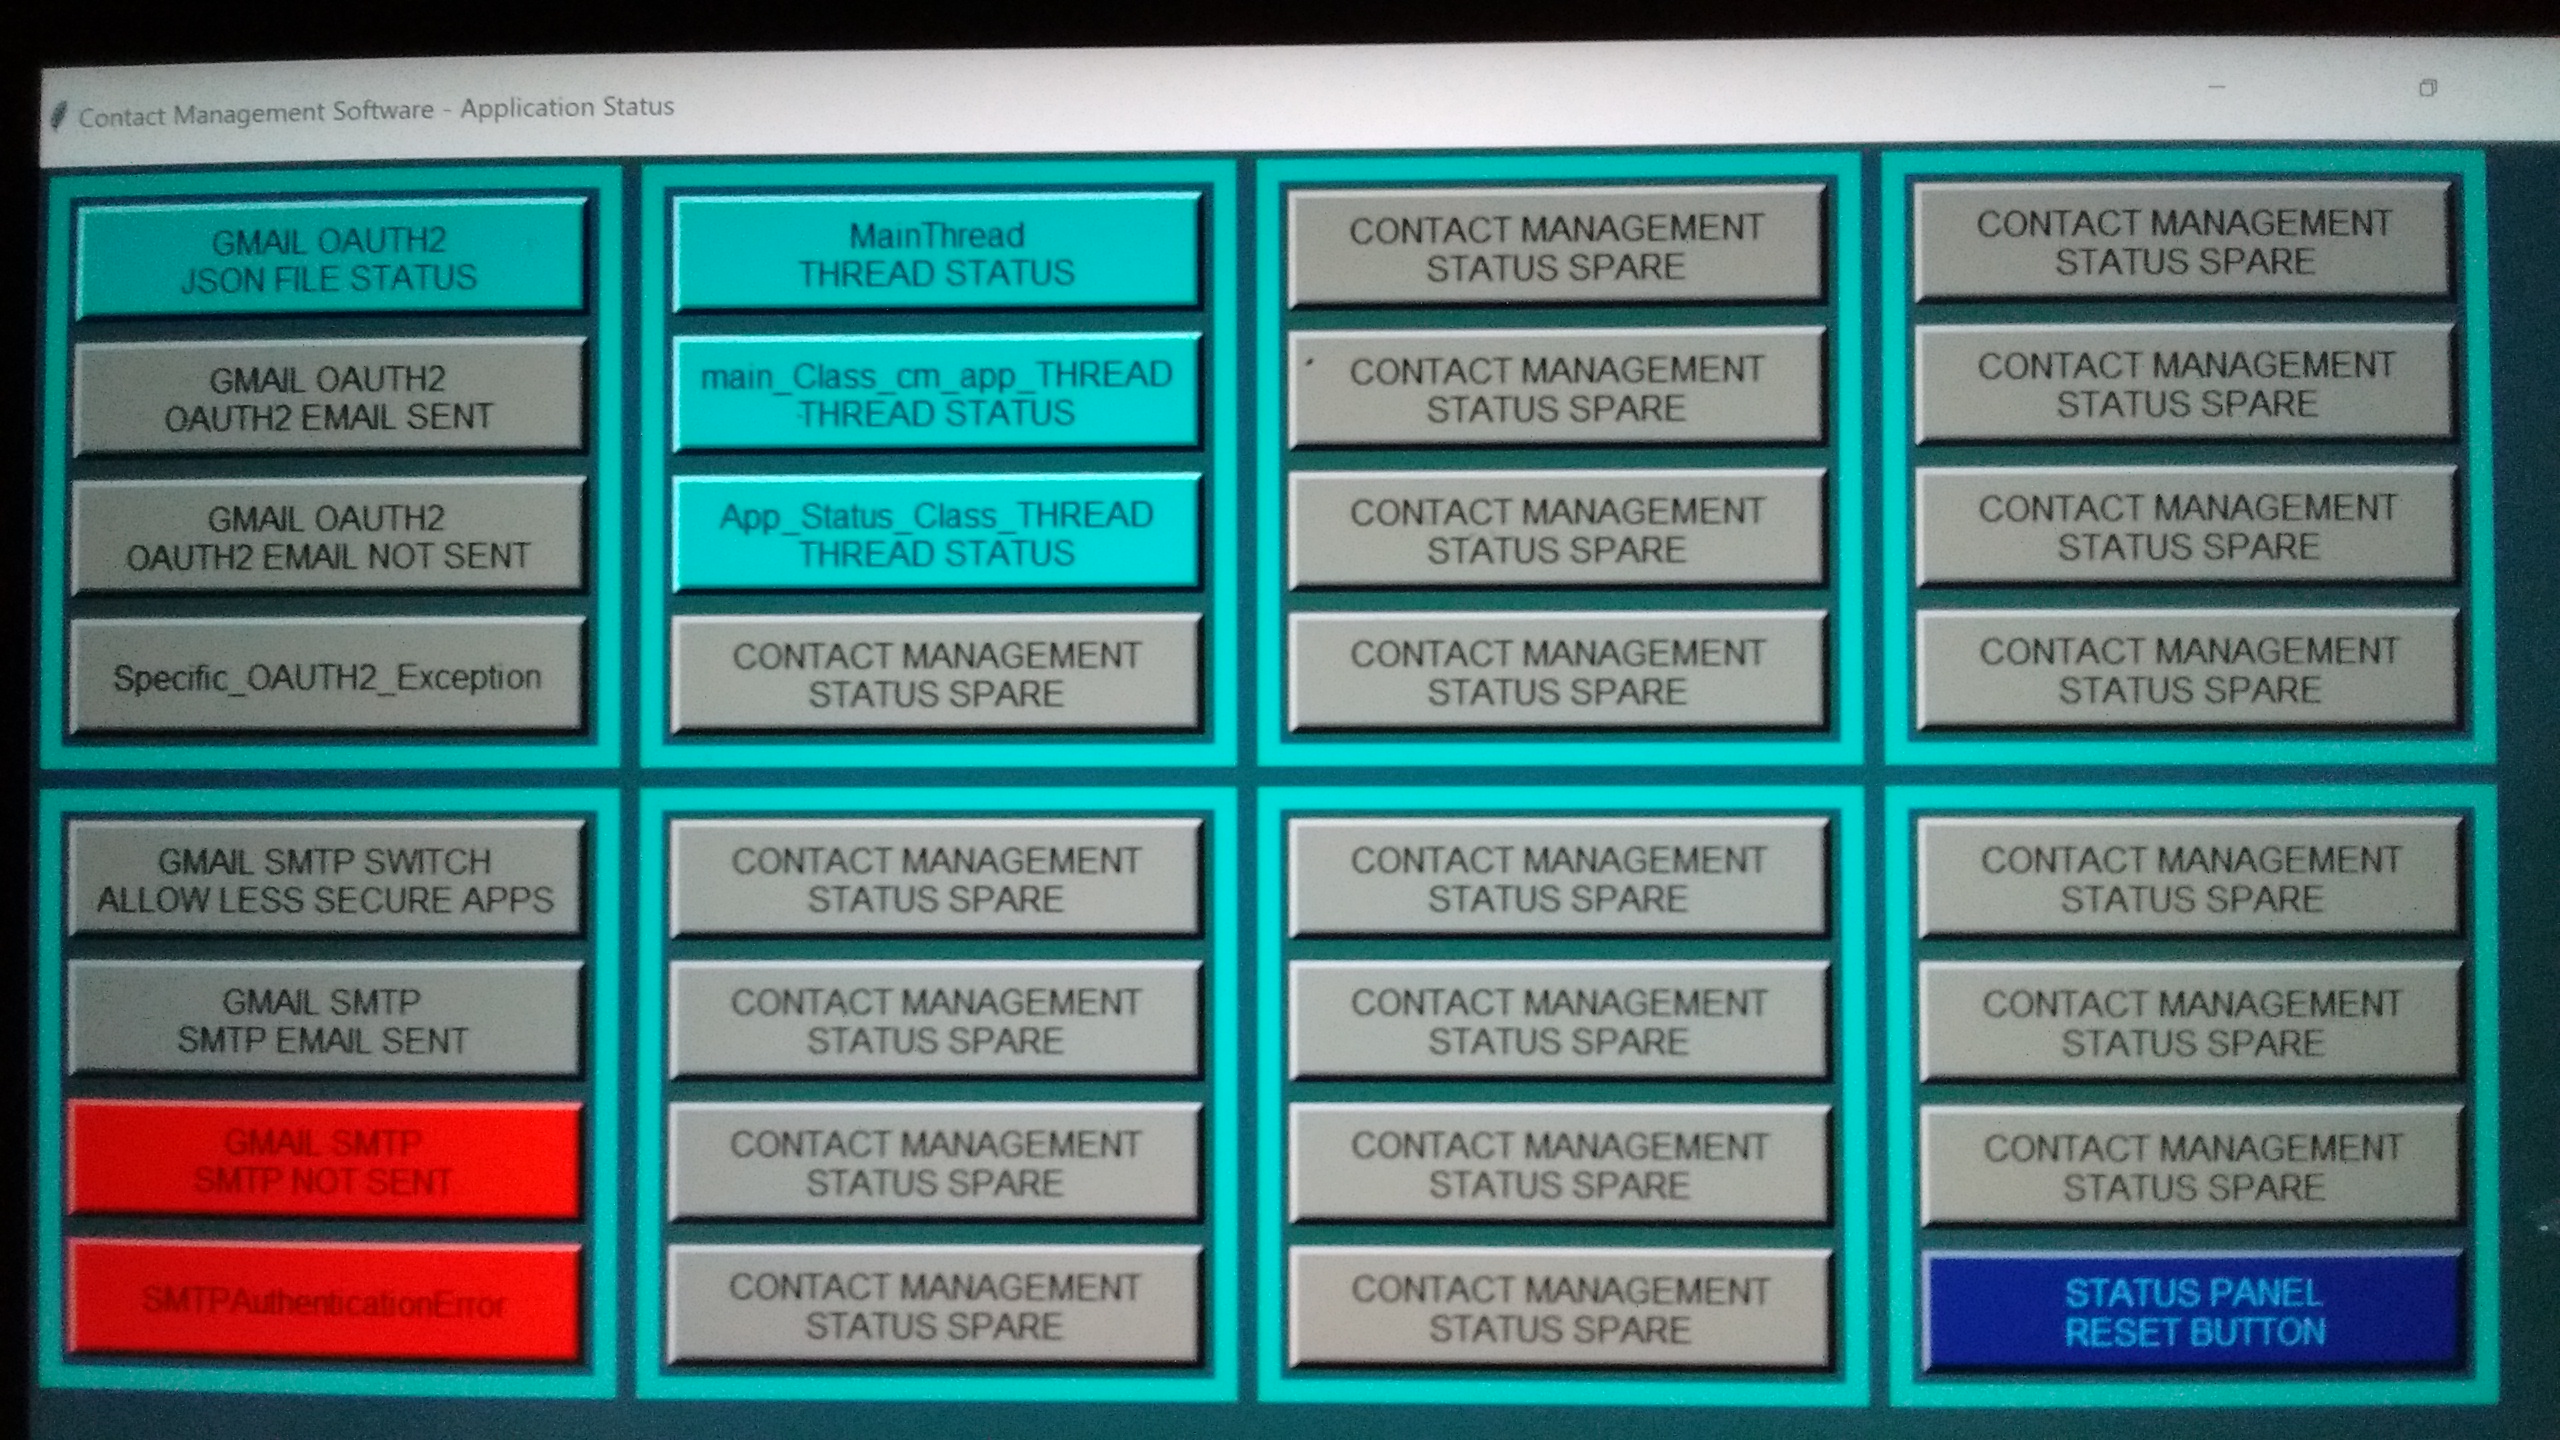 Contact Management Software - Application Status
GMAIL OAUTH2
JSON FILE STATUS
GMAIL OAUTH2
OAUTH2 EMAIL SENT
GMAIL OAUTH2
OAUTH2 EMAIL NOT SENT
Specific_OAUTH2_Exception
MainThread
THREAD STATUS
main_Class_cm_app_THREAD
THREAD STATUS
App_Status_Class_THREAD
THREAD STATUS
CONTACT MANAGEMENT
STATUS SPARE
CONTACT MANAGEMENT
STATUS SPARE
CONTACT MANAGEMENT
STATUS SPARE
CONTACT MANAGEMENT
STATUS SPARE
CONTACT MANAGEMENT
STATUS SPARE
CONTACT MANAGEMENT
STATUS SPARE
CONTACT MANAGEMENT
STATUS SPARE
CONTACT MANAGEMENT
STATUS SPARE
CONTACT MANAGEMENT
STATUS SPARE
GMAIL SMTP SWITCH
ALLOW LESS SECURE APPS
GMAIL SMTP
SMTP EMAIL SENT
GMAIL SMTP
SMTP NOT SENT
SMTPAuthenticationError
CONTACT MANAGEMENT
STATUS SPARE
CONTACT MANAGEMENT
STATUS SPARE
CONTACT MANAGEMENT
STATUS SPARE
CONTACT MANAGEMENT
STATUS SPARE
CONTACT MANAGEMENT
STATUS SPARE
CONTACT MANAGEMENT
STATUS SPARE
CONTACT MANAGEMENT
STATUS SPARE
CONTACT MANAGEMENT
STATUS SPARE
CONTACT MANAGEMENT
STATUS SPARE
CONTACT MANAGEMENT
STATUS SPARE
CONTACT MANAGEMENT
STATUS SPARE
STATUS PANEL
RESET BUTTON